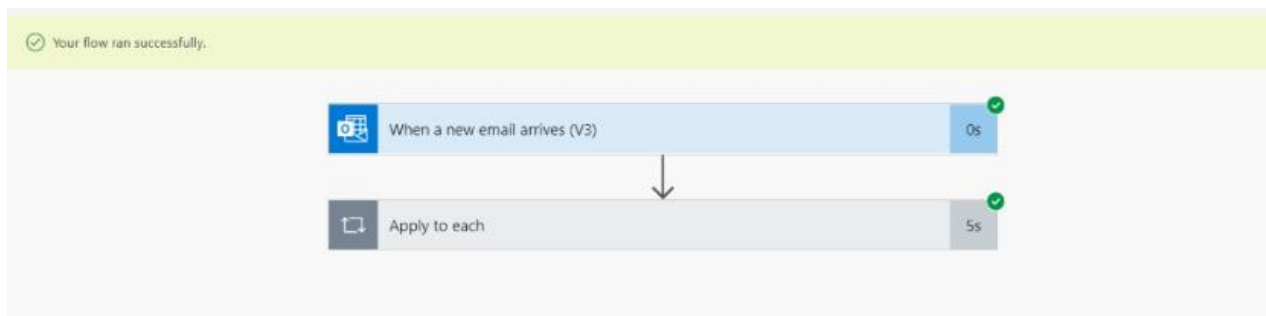 Your flow ran successfully.
When a new email arrives (V3)
0s
Apply to each
5s